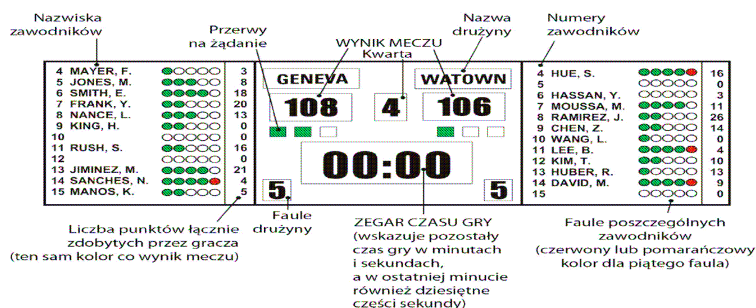 Nazwiska
zawodników
Przerwy
na żądanie
WYNIK MECZU
Kwarta
Nazwa
drużyny
Numery
zawodników
4 MAYER, F. 3
5 JONES, M. 8
6 SMITH, E. 18
7 FRANK, Y. 20
8 NANCE, L. 13
9 KING, H. 0
10 0
11 RUSH, S. 16
12 0
13 JIMINEZ, M. 21
14 SANCHES, N. 4
15 MANOS, K. 5
GENEVA
WATOWN
108
4
106
00:00
5
5
4 HUE, S. 16
5 0
6 HASSAN, Y. 3
7 MOUSSA, M. 11
8 RAMIREZ, J. 26
9 CHEN, Z. 14
10 WANG, L. 0
11 LEE, B. 4
12 KIM, T. 10
13 HUBER, R. 13
14 DAVID, M. 9
15 0
Liczba punktów łącznie
zdobytych przez gracza
(ten sam kolor co wynik meczu)
Faule
drużyny
ZEGAR CZASU GRY
(wskazuje pozostały
czas gry w minutach
i sekundach,
a w ostatniej minucie
również dziesiętne
części sekundy)
Faule poszczególnych
zawodników
(czerwony lub pomarańczowy
kolor dla piątego faula)